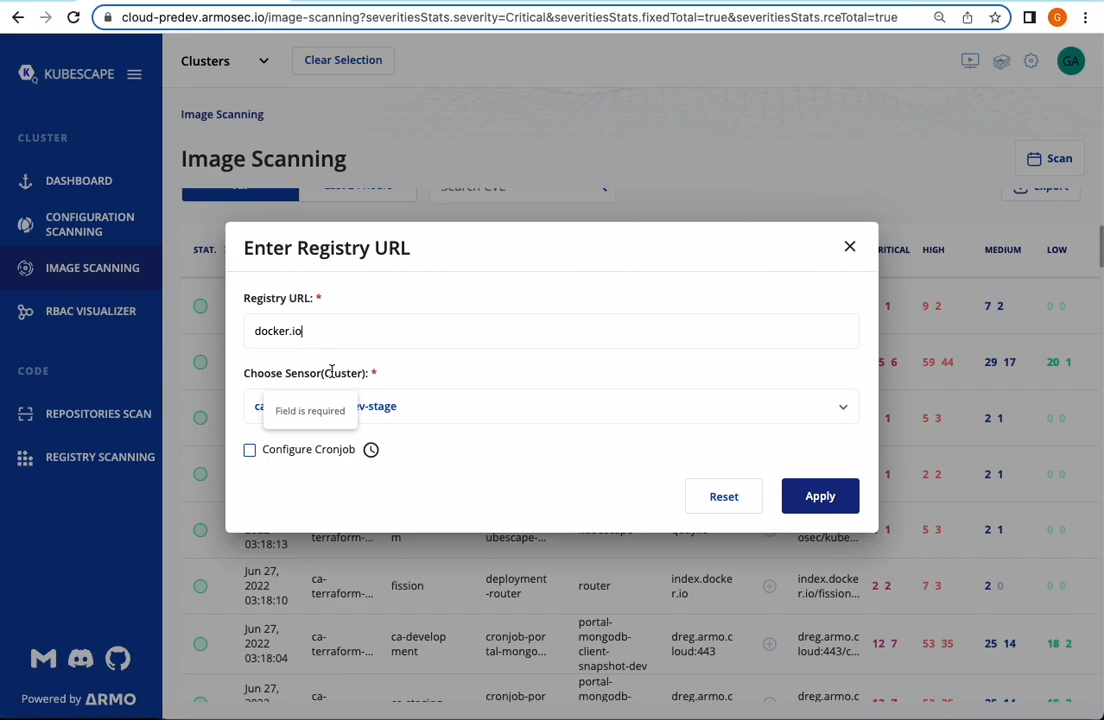 cloud-predev.armosec.io/image-scanning?severitiesStats.severity=Critical&severitiesStats.fixedTotal=true&severitiesStats.rceTotal=true
G
KUBESCAPE
Clusters
Clear Selection
GA
CLUSTER
DASHBOARD
CONFIGURATION
SCANNING
IMAGE SCANNING
RBAC VISUALIZER
CODE
REPOSITORIES SCAN
REGISTRY SCANNING
Powered by ARMO
Image Scanning
Image Scanning
Scan
Search CVE
Export
STAT.
RITICAL HIGH MEDIUM LOW
Enter Registry URL
Registry URL: *
docker.io
Choose Sensor(Cluster): *
ev-stage
Field is required
Configure Cronjob
Reset
Apply
1 9 2 7 2 0 0
5 6 59 44 29 17 20 1
1 5 3 2 1 0 0
1 2 2 2 1 0 0
2022
03:18:13
terraform-...
m
ubescape-...
osec/kube...
1 5 3 2 1 0 0
Jun 27,
2022
03:18:10
ca-
terraform-...
fission
deployment
-router
router
index.docke
r.io
index.docke
r.io/fission...
2 2 7 3 2 0 0 0
Jun 27,
2022
03:18:04
ca-
terraform-...
ca-develop
ment
cronjob-por
tal-mongo...
portal-
mongodb-
client-
snapshot-dev
dreg.armo.c
loud:443
dreg.armo.c
loud:443/c...
12 7 53 35 25 14 18 2
Jun 27,
ca-
cronjob-por
portal-
mongodb-
dreg.armo.c
dreg.armo.c